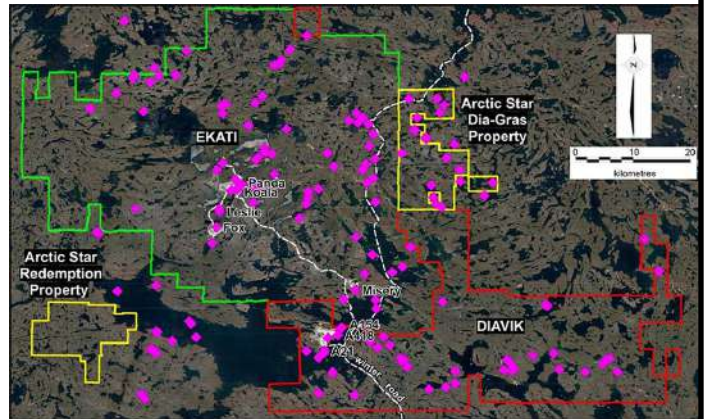 EKATI
Arctic Star
Dia-Gras
Property
N
0 10 20
kilometres
Panda
Koala
Leslie
Fox
Arctic Star
Redemption
Property
Misery
A154
A418
A21
DIAVIK
winter road